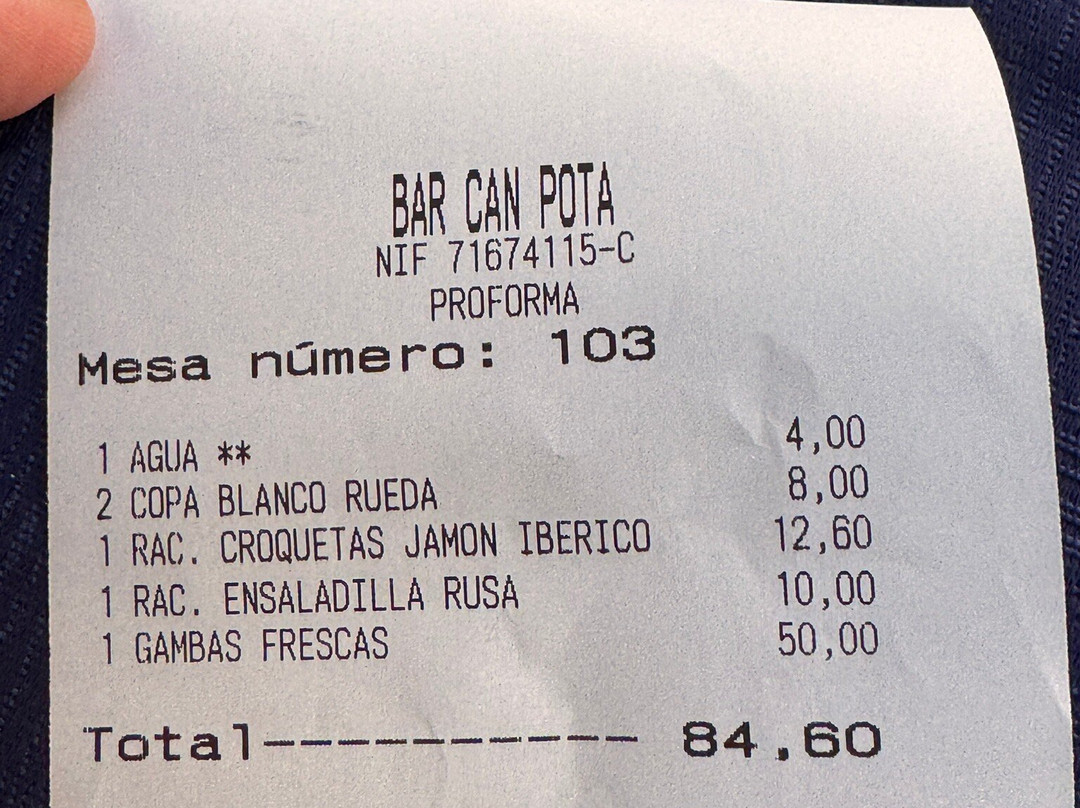 BAR CAN POTA
NIF 71674115-C
PROFORMA
Mesa número: 103
1 AGUA ** 4,00
2 COPA BLANCO RUEDA 8,00
1 RAC. CROQUETAS JAMON IBERICO 12,60
1 RAC. ENSALADILLA RUSA 10,00
1 GAMBAS FRESCAS 50,00
Total---------- 84,60